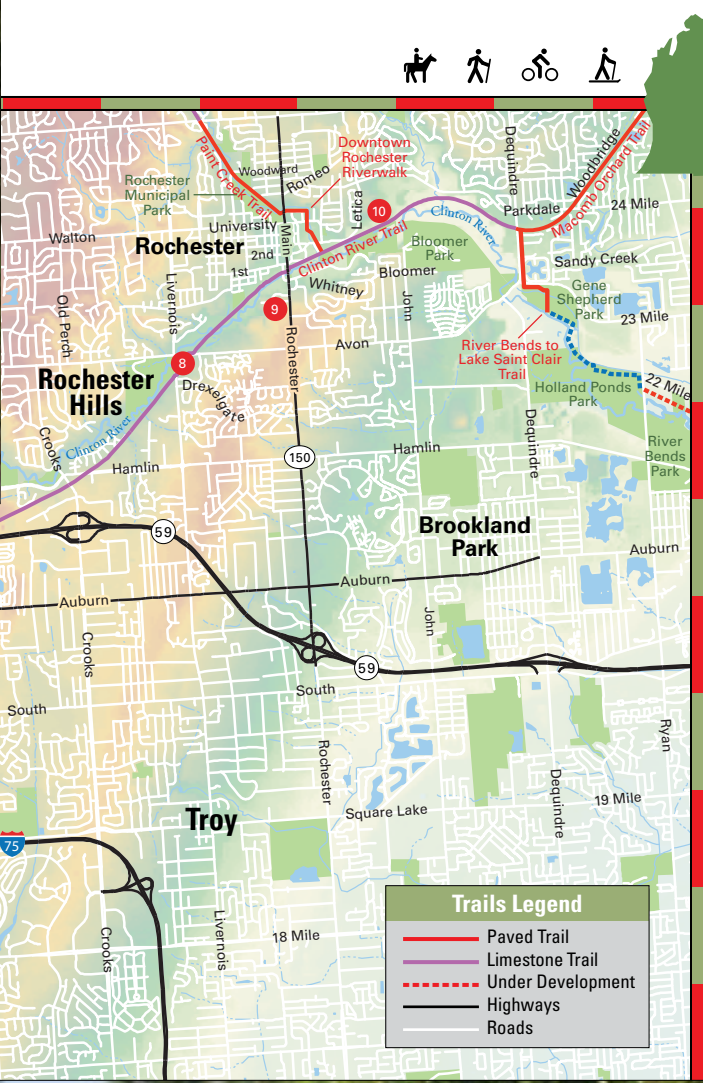 Paint Creek Trail
Woodward
Romeo
Downtown
Rochester
Riverwalk
Dequindre
Woodbridge
Macomb Orchard Trail
Rochester
Municipal
Park
Letica
10
Clinton River
Parkdale
24 Mile
University
Main
Walton
Rochester
2nd
1st
Clinton River Trail
Bloomer
Park
Bloomer
Sandy Creek
Gene
Shepherd
Park
Old Perch
Livernois
Whitney
John
9
23 Mile
Rochester
Avon
River Bends to
Lake Saint Clair
Trail
8
Rochester
Hills
Drexelgate
Holland Ponds
Park
22 Mile
Crooks
Clinton River
Hamlin
150
Hamlin
Dequindre
River
Bends
Park
59
Brookland
Park
Auburn
Auburn
Auburn
John
Crooks
59
South
South
Rochester
Ryan
Dequindre
19 Mile
Square Lake
Troy
75
Crooks
Livernois
18 Mile
Trails Legend
Paved Trail
Limestone Trail
Under Development
Highways
Roads